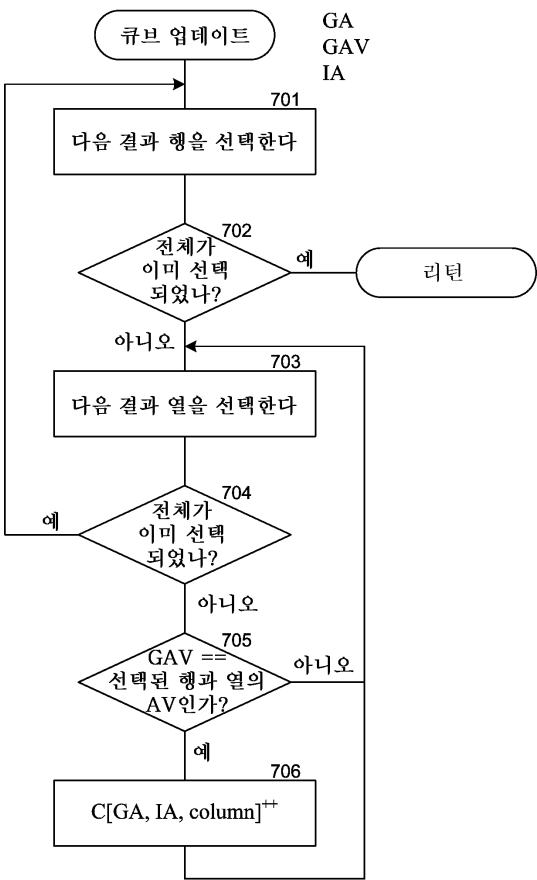 큐브 업데이트
GA
GAV
IA
701
다음 결과 행을 선택한다
702
전체가
이미 선택
되었나?
예
리턴
아니오
703
다음 결과 열을 선택한다
704
전체가
이미 선택
되었나?
예
아니오
705
GAV ==
선택된 행과 열의
AV인가?
아니오
예
706
C[GA, IA, column]++